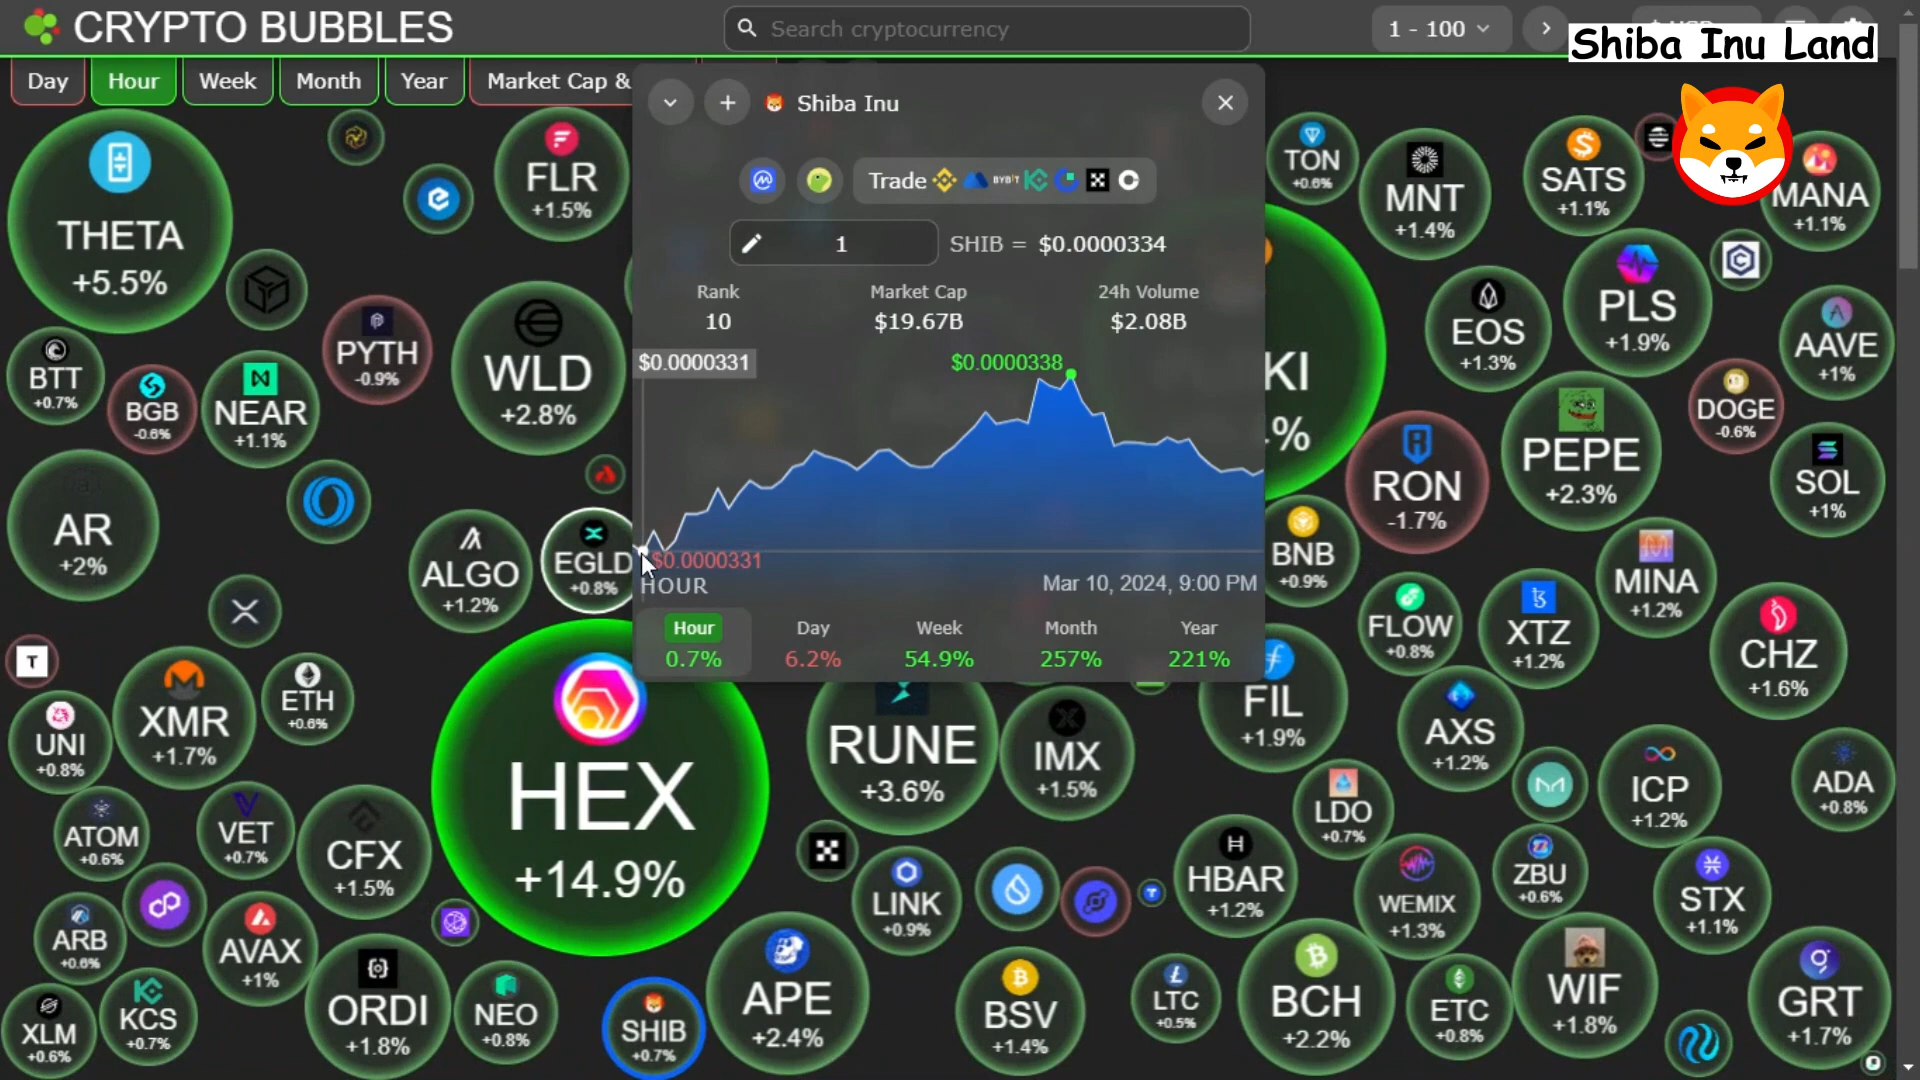 CRYPTO BUBBLES
Search cryptocurrency
1 - 100
Shiba Inu Land
Day
Hour
Week
Month
Year
Market Cap &
Shiba Inu
Trade
BYBIT
1
SHIB = $0.0000334
Rank
Market Cap
24h Volume
10
$19.67B
$2.08B
$0.0000331
$0.0000338
$0.0000331
HOUR
Mar 10, 2024, 9:00 PM
Hour
Day
Week
Month
Year
0.7%
6.2%
54.9%
257%
221%
THETA
+5.5%
FLR
+1.5%
TON
+0.6%
MNT
+1.4%
SATS
+1.1%
MANA
+1.1%
BTT
+0.7%
BGB
-0.6%
NEAR
+1.1%
PYTH
-0.9%
WLD
+2.8%
KI
%
EOS
+1.3%
PLS
+1.9%
AAVE
+1%
DOGE
-0.6%
RON
-1.7%
PEPE
+2.3%
SOL
+1%
AR
+2%
ALGO
+1.2%
EGLD
+0.8%
BNB
+0.9%
FLOW
+0.8%
XTZ
+1.2%
MINA
+1.2%
CHZ
+1.6%
T
UNI
+0.8%
XMR
+1.7%
ETH
+0.6%
HEX
+14.9%
RUNE
+3.6%
IMX
+1.5%
FIL
+1.9%
AXS
+1.2%
LDO
+0.7%
ICP
+1.2%
ADA
+0.8%
ATOM
+0.6%
VET
+0.7%
CFX
+1.5%
LINK
+0.9%
HBAR
+1.2%
WEMIX
+1.3%
ZBU
+0.6%
STX
+1.1%
ARB
+0.6%
AVAX
+1%
ORDI
+1.8%
NEO
+0.8%
SHIB
+0.7%
APE
+2.4%
BSV
+1.4%
LTC
+0.5%
BCH
+2.2%
ETC
+0.8%
WIF
+1.8%
GRT
+1.7%
XLM
+0.6%
KCS
+0.7%